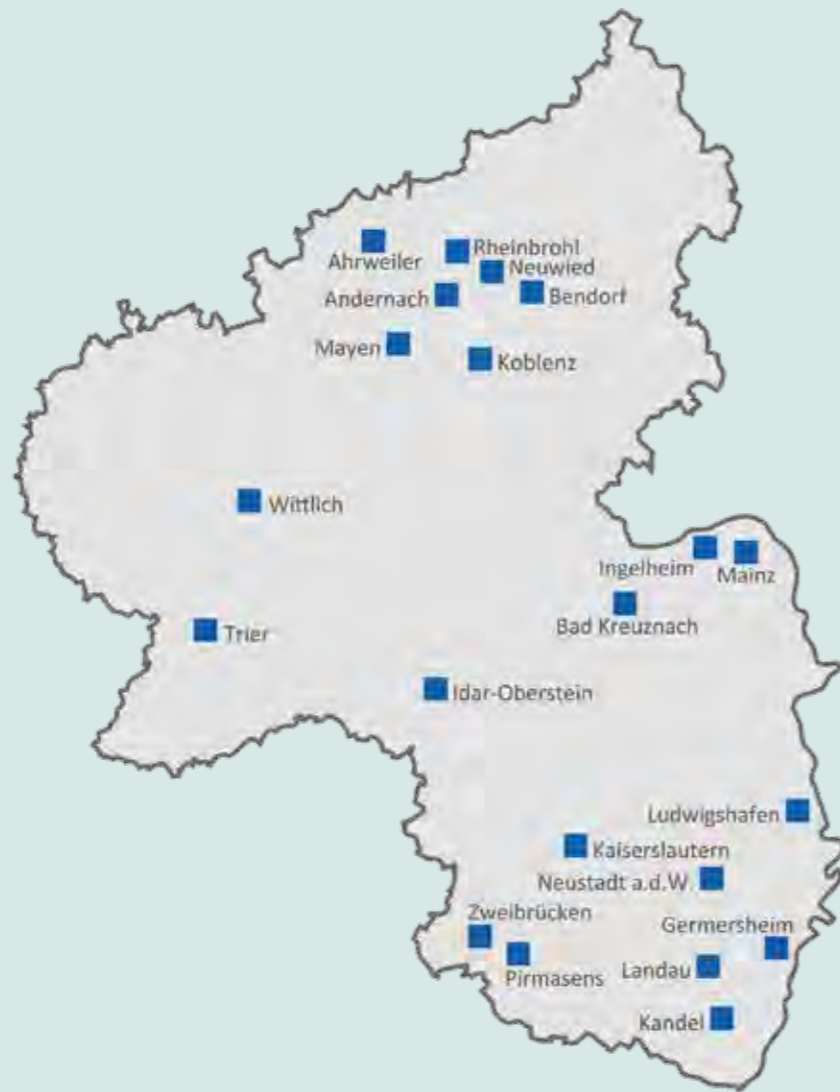 Rheinbrohl
Ahrweiler
Neuwied
Andernach
Bendorf
Mayen
Koblenz
Wittlich
Ingelheim
Mainz
Bad Kreuznach
Trier
Idar-Oberstein
Ludwigshafen
Kaiserslautern
Neustadt a.d.W.
Zweibrücken
Germersheim
Landau
Pirmasens
Kandel